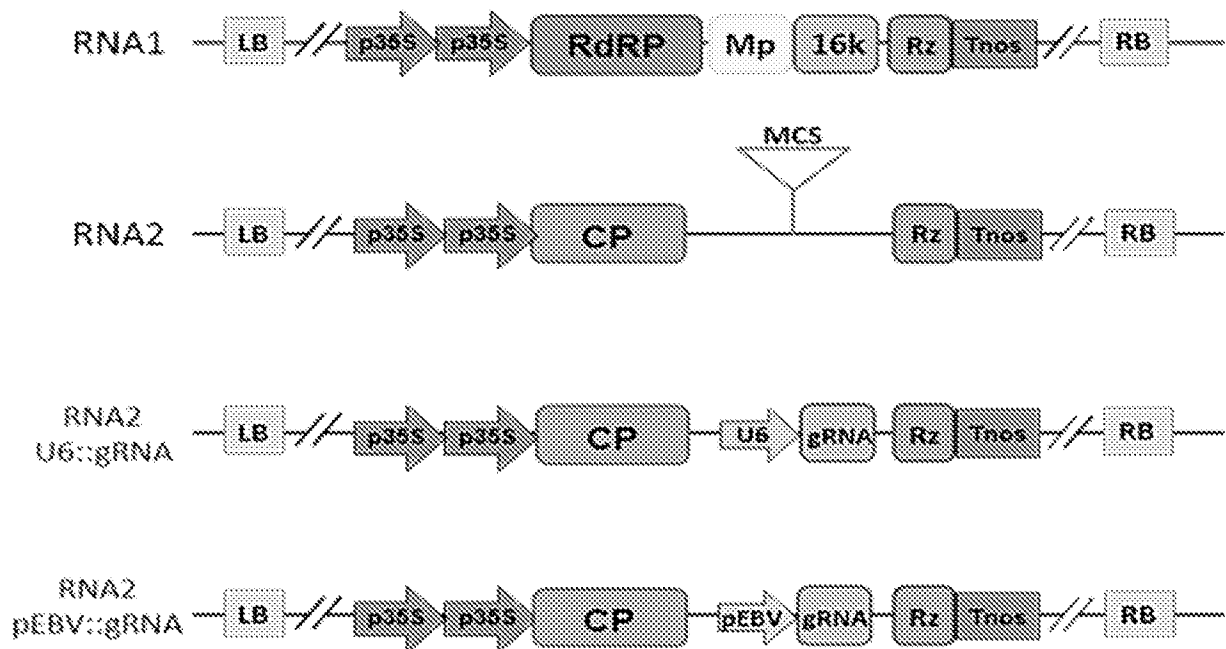 RNA1 LB p35S p35S RdRP Mp 16k Rz Tnos RB
MCS
RNA2 LB p35S p35S CP Rz Tnos RB
RNA2
U6::gRNA LB p35S p35S CP U6 gRNA Rz Tnos RB
RNA2
pEBV::gRNA LB p35S p35S CP pEBV gRNA Rz Tnos RB